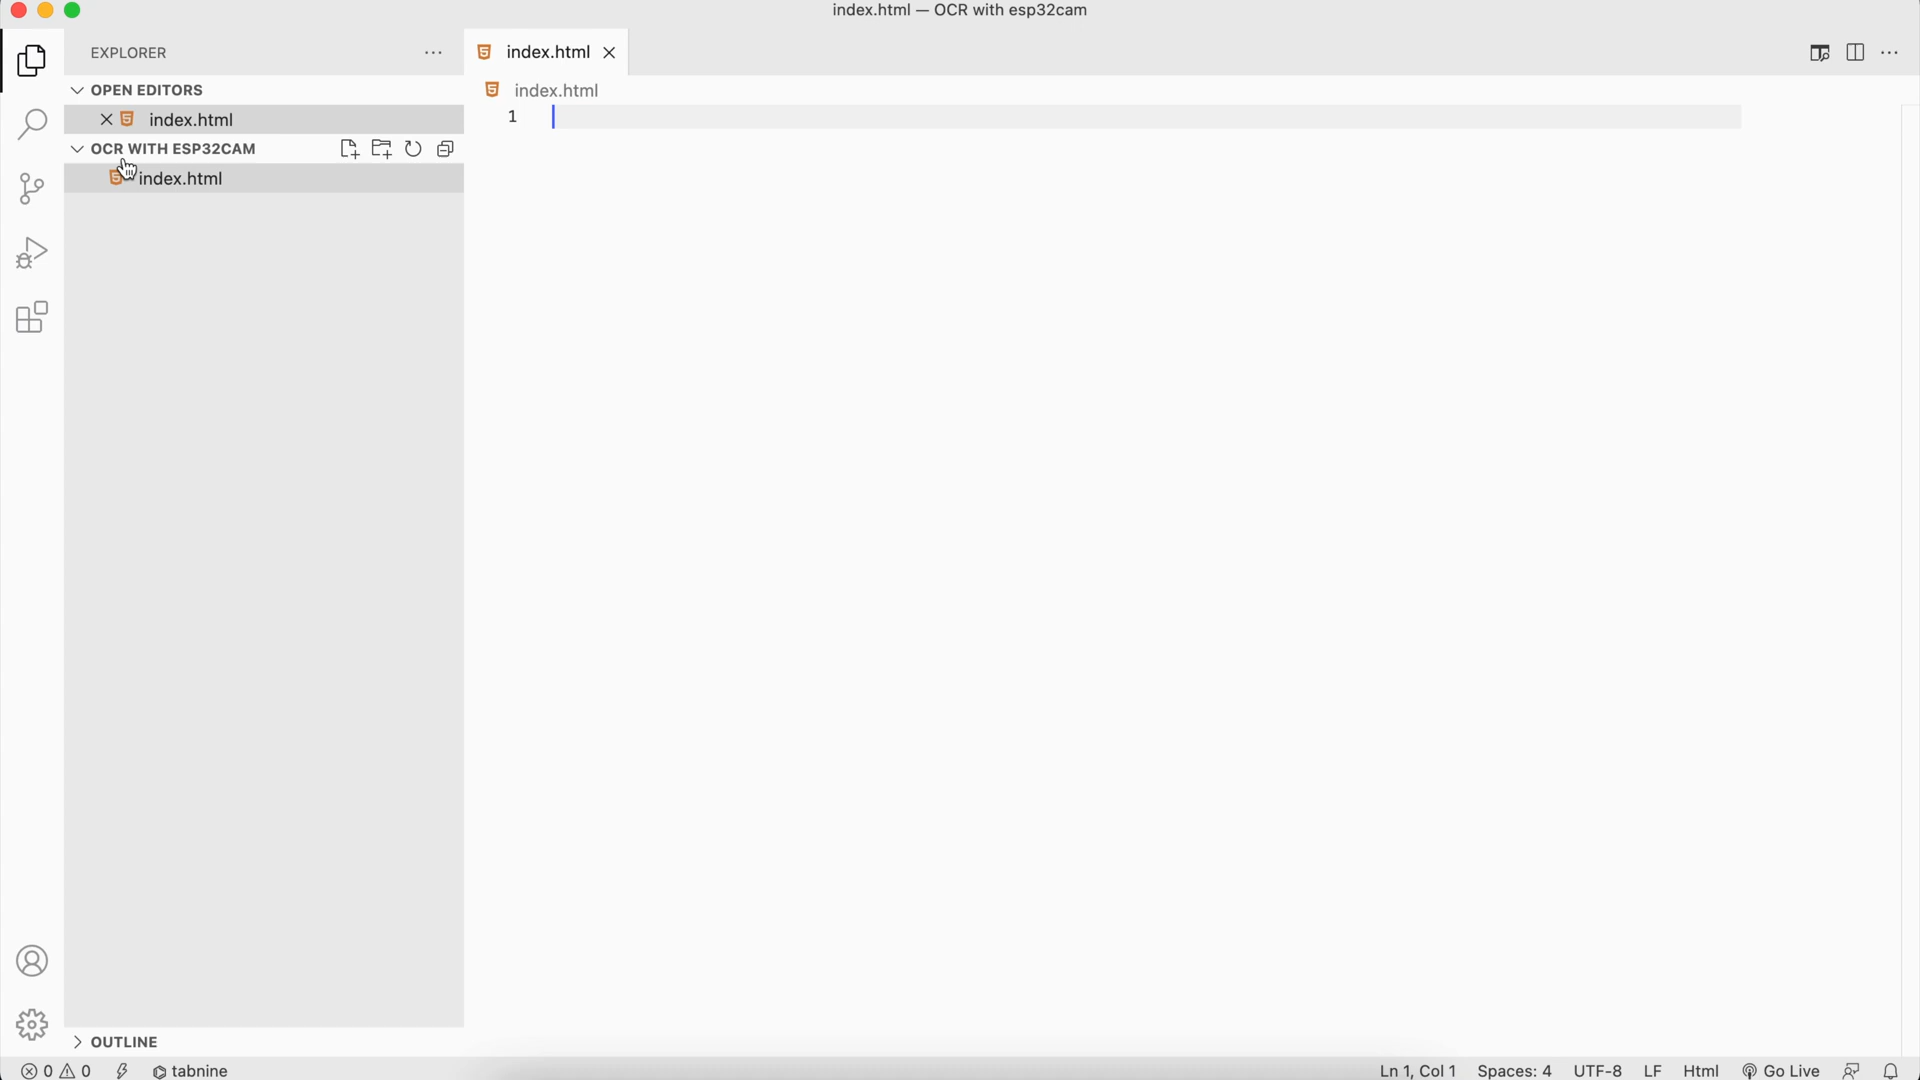 index.html — OCR with esp32cam
EXPLORER
index.html
OPEN EDITORS
index.html
index.html
1
OCR WITH ESP32CAM
index.html
OUTLINE
0 0 tabnine Ln 1, Col 1 Spaces: 4 UTF-8 LF Html Go Live